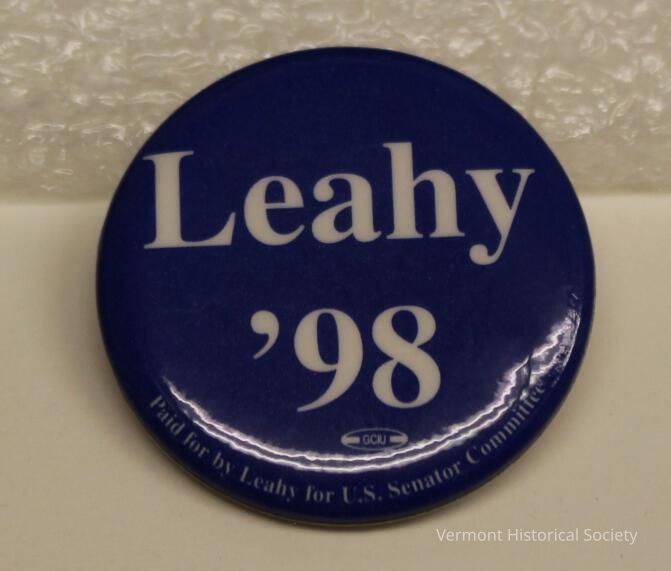 Leahy
’98
GCIU
Paid for by Leahy for U.S. Senator Committee
Vermont Historical Society